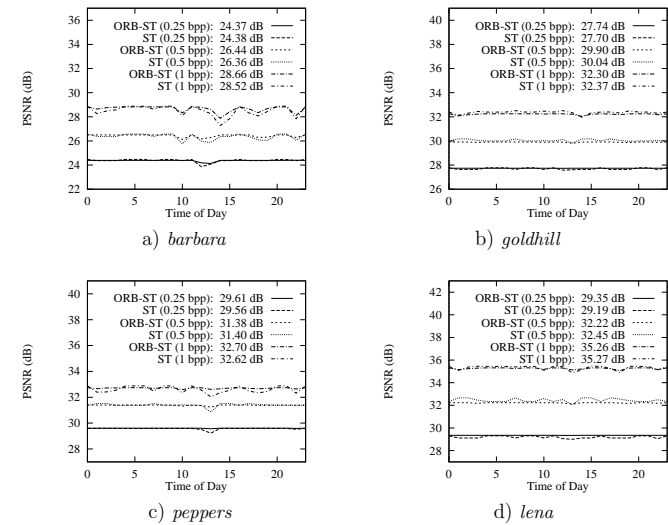 36
34
32
30
28
26
24
22
PSNR (dB)
ORB-ST (0.25 bpp): 24.37 dB
ST (0.25 bpp): 24.38 dB
ORB-ST (0.5 bpp): 26.44 dB
ST (0.5 bpp): 26.36 dB
ORB-ST (1 bpp): 28.66 dB
ST (1 bpp): 28.52 dB
0 5 10 15 20
Time of Day
a) barbara
40
38
36
34
32
30
28
26
PSNR (dB)
ORB-ST (0.25 bpp): 27.74 dB
ST (0.25 bpp): 27.70 dB
ORB-ST (0.5 bpp): 29.90 dB
ST (0.5 bpp): 30.04 dB
ORB-ST (1 bpp): 32.30 dB
ST (1 bpp): 32.37 dB
0 5 10 15 20
Time of Day
b) goldhill
40
38
36
34
32
30
28
PSNR (dB)
ORB-ST (0.25 bpp): 29.61 dB
ST (0.25 bpp): 29.56 dB
ORB-ST (0.5 bpp): 31.38 dB
ST (0.5 bpp): 31.40 dB
ORB-ST (1 bpp): 32.70 dB
ST (1 bpp): 32.62 dB
0 5 10 15 20
Time of Day
c) peppers
42
40
38
36
34
32
30
28
PSNR (dB)
ORB-ST (0.25 bpp): 29.35 dB
ST (0.25 bpp): 29.19 dB
ORB-ST (0.5 bpp): 32.22 dB
ST (0.5 bpp): 32.45 dB
ORB-ST (1 bpp): 35.26 dB
ST (1 bpp): 35.27 dB
0 5 10 15 20
Time of Day
d) lena